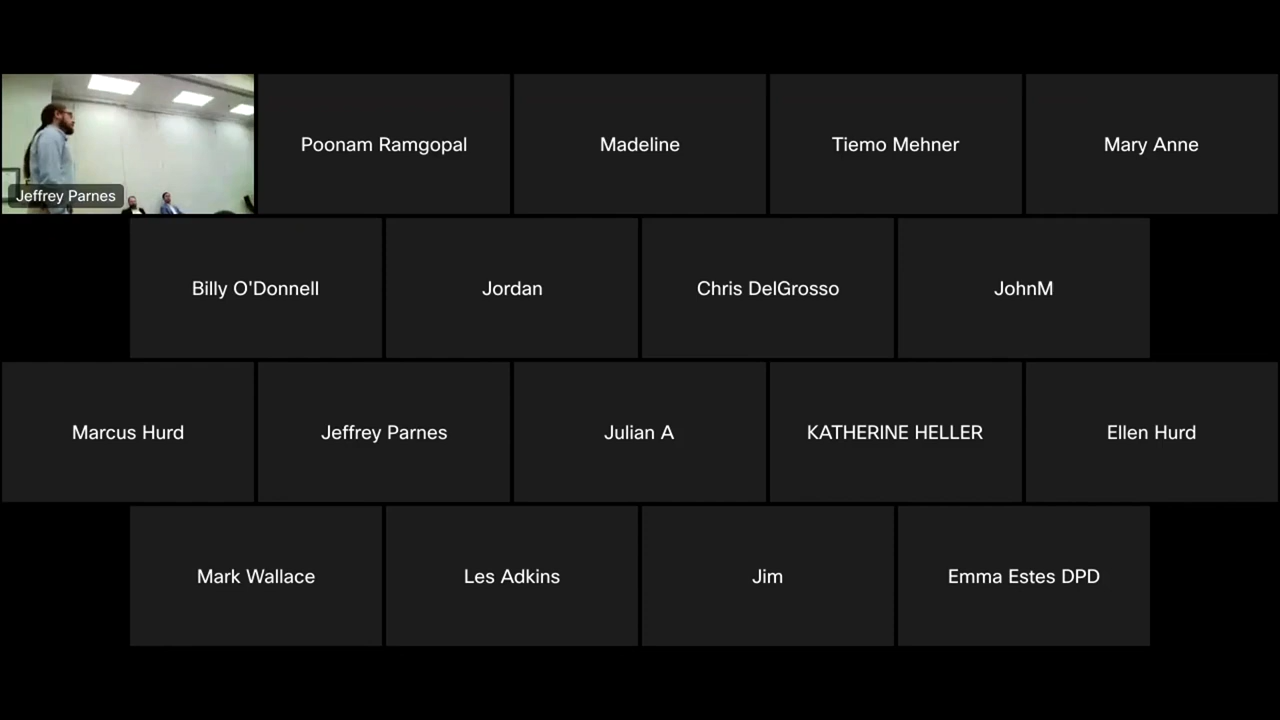 Jeffrey Parnes
Poonam Ramgopal
Madeline
Tiemo Mehner
Mary Anne
Billy O'Donnell
Jordan
Chris DelGrosso
JohnM
Marcus Hurd
Jeffrey Parnes
Julian A
KATHERINE HELLER
Ellen Hurd
Mark Wallace
Les Adkins
Jim
Emma Estes DPD